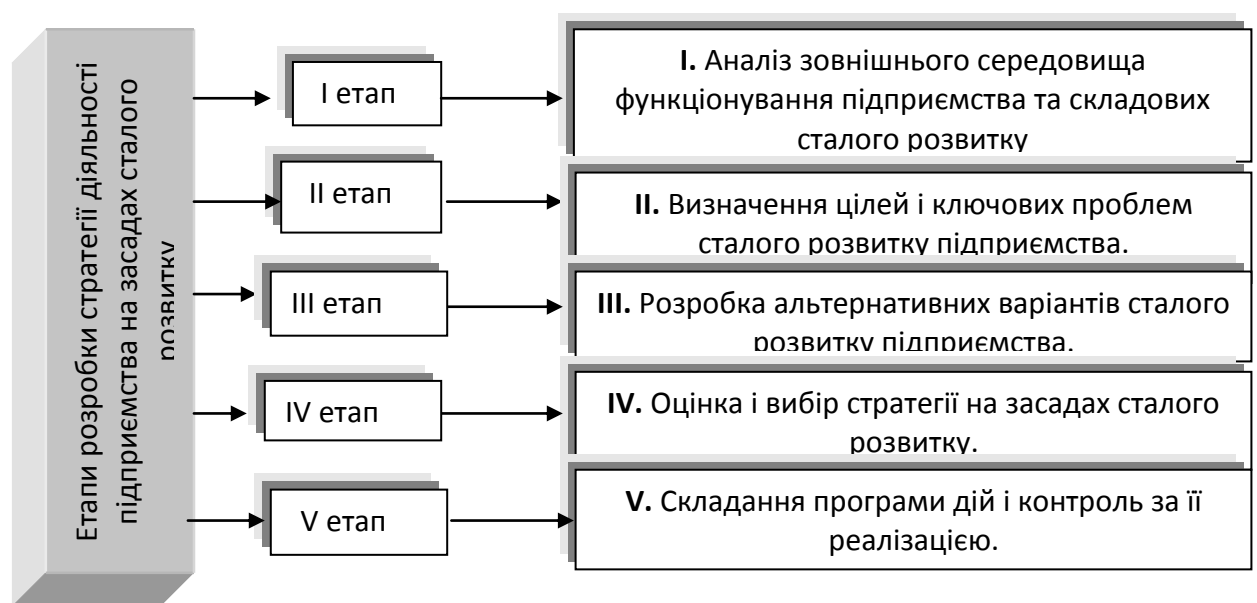 Етапи розробки стратегії діяльності
підприємства на засадах сталого
розвитку
І етап
І. Аналіз зовнішнього середовища
функціонування підприємства та складових
сталого розвитку
ІІ етап
ІІ. Визначення цілей і ключових проблем
сталого розвитку підприємства.
ІІІ етап
ІІІ. Розробка альтернативних варіантів сталого
розвитку підприємства.
IV етап
IV. Оцінка і вибір стратегії на засадах сталого
розвитку.
V етап
V. Складання програми дій і контроль за її
реалізацією.